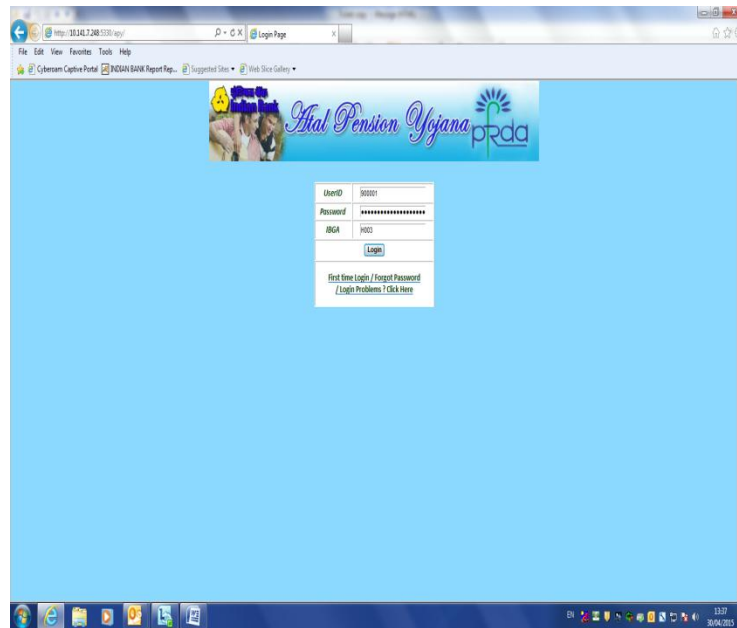 http://10.141.7.248:5330/apy/
Login Page
File Edit View Favorites Tools Help
Cyberoam Captive Portal INDIAN BANK Report Rep... Suggested Sites Web Slice Gallery
Indian Bank
Atal Pension Yojana
pfrda
UserID 900001
Password
IBGA H003
Login
First time Login / Forgot Password
/ Login Problems ? Click Here
EN
13:37
30/04/2015